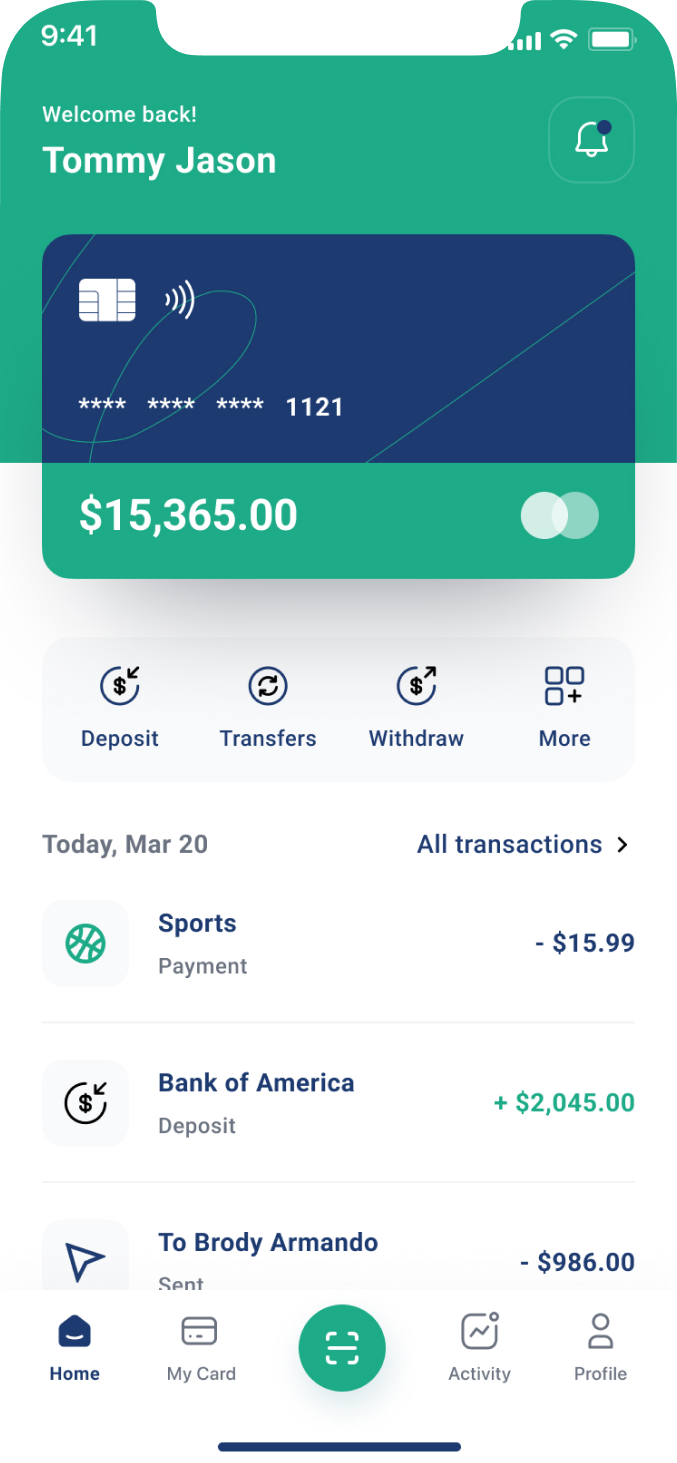 9:41
Welcome back!
Tommy Jason
**** **** **** 1121
$15,365.00
Deposit Transfers Withdraw More
Today, Mar 20 All transactions
Sports
- $15.99
Payment
Bank of America
+ $2,045.00
Deposit
To Brody Armando
- $986.00
Sent
Home My Card Activity Profile